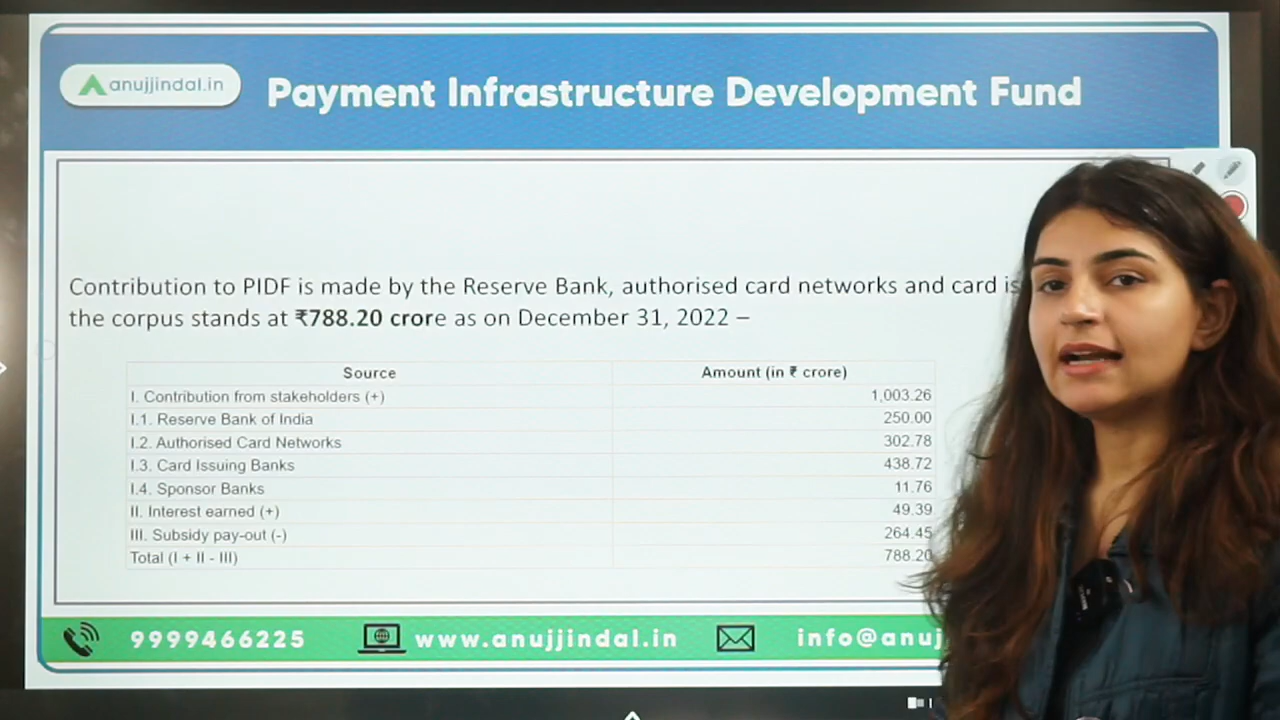 anujjindal.in
Payment Infrastructure Development Fund
Contribution to PIDF is made by the Reserve Bank, authorised card networks and card is
the corpus stands at ₹788.20 crore as on December 31, 2022 –
Source Amount (in ₹ crore)
I. Contribution from stakeholders (+) 1,003.26
I.1. Reserve Bank of India 250.00
I.2. Authorised Card Networks 302.78
I.3. Card Issuing Banks 438.72
I.4. Sponsor Banks 11.76
II. Interest earned (+) 49.39
III. Subsidy pay-out (-) 264.45
Total (I + II - III) 788.20
9999466225 www.anujjindal.in info@anuj